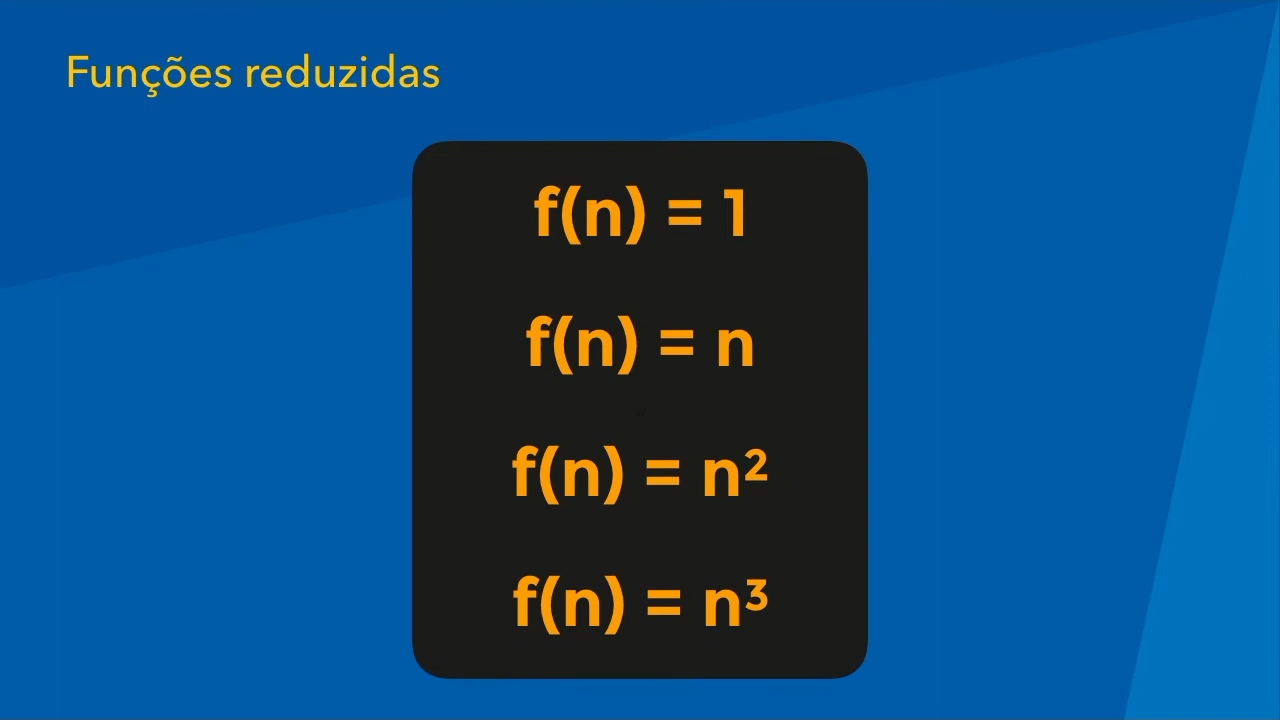 Funções reduzidas
f(n) = 1
f(n) = n
f(n) = n²
f(n) = n³